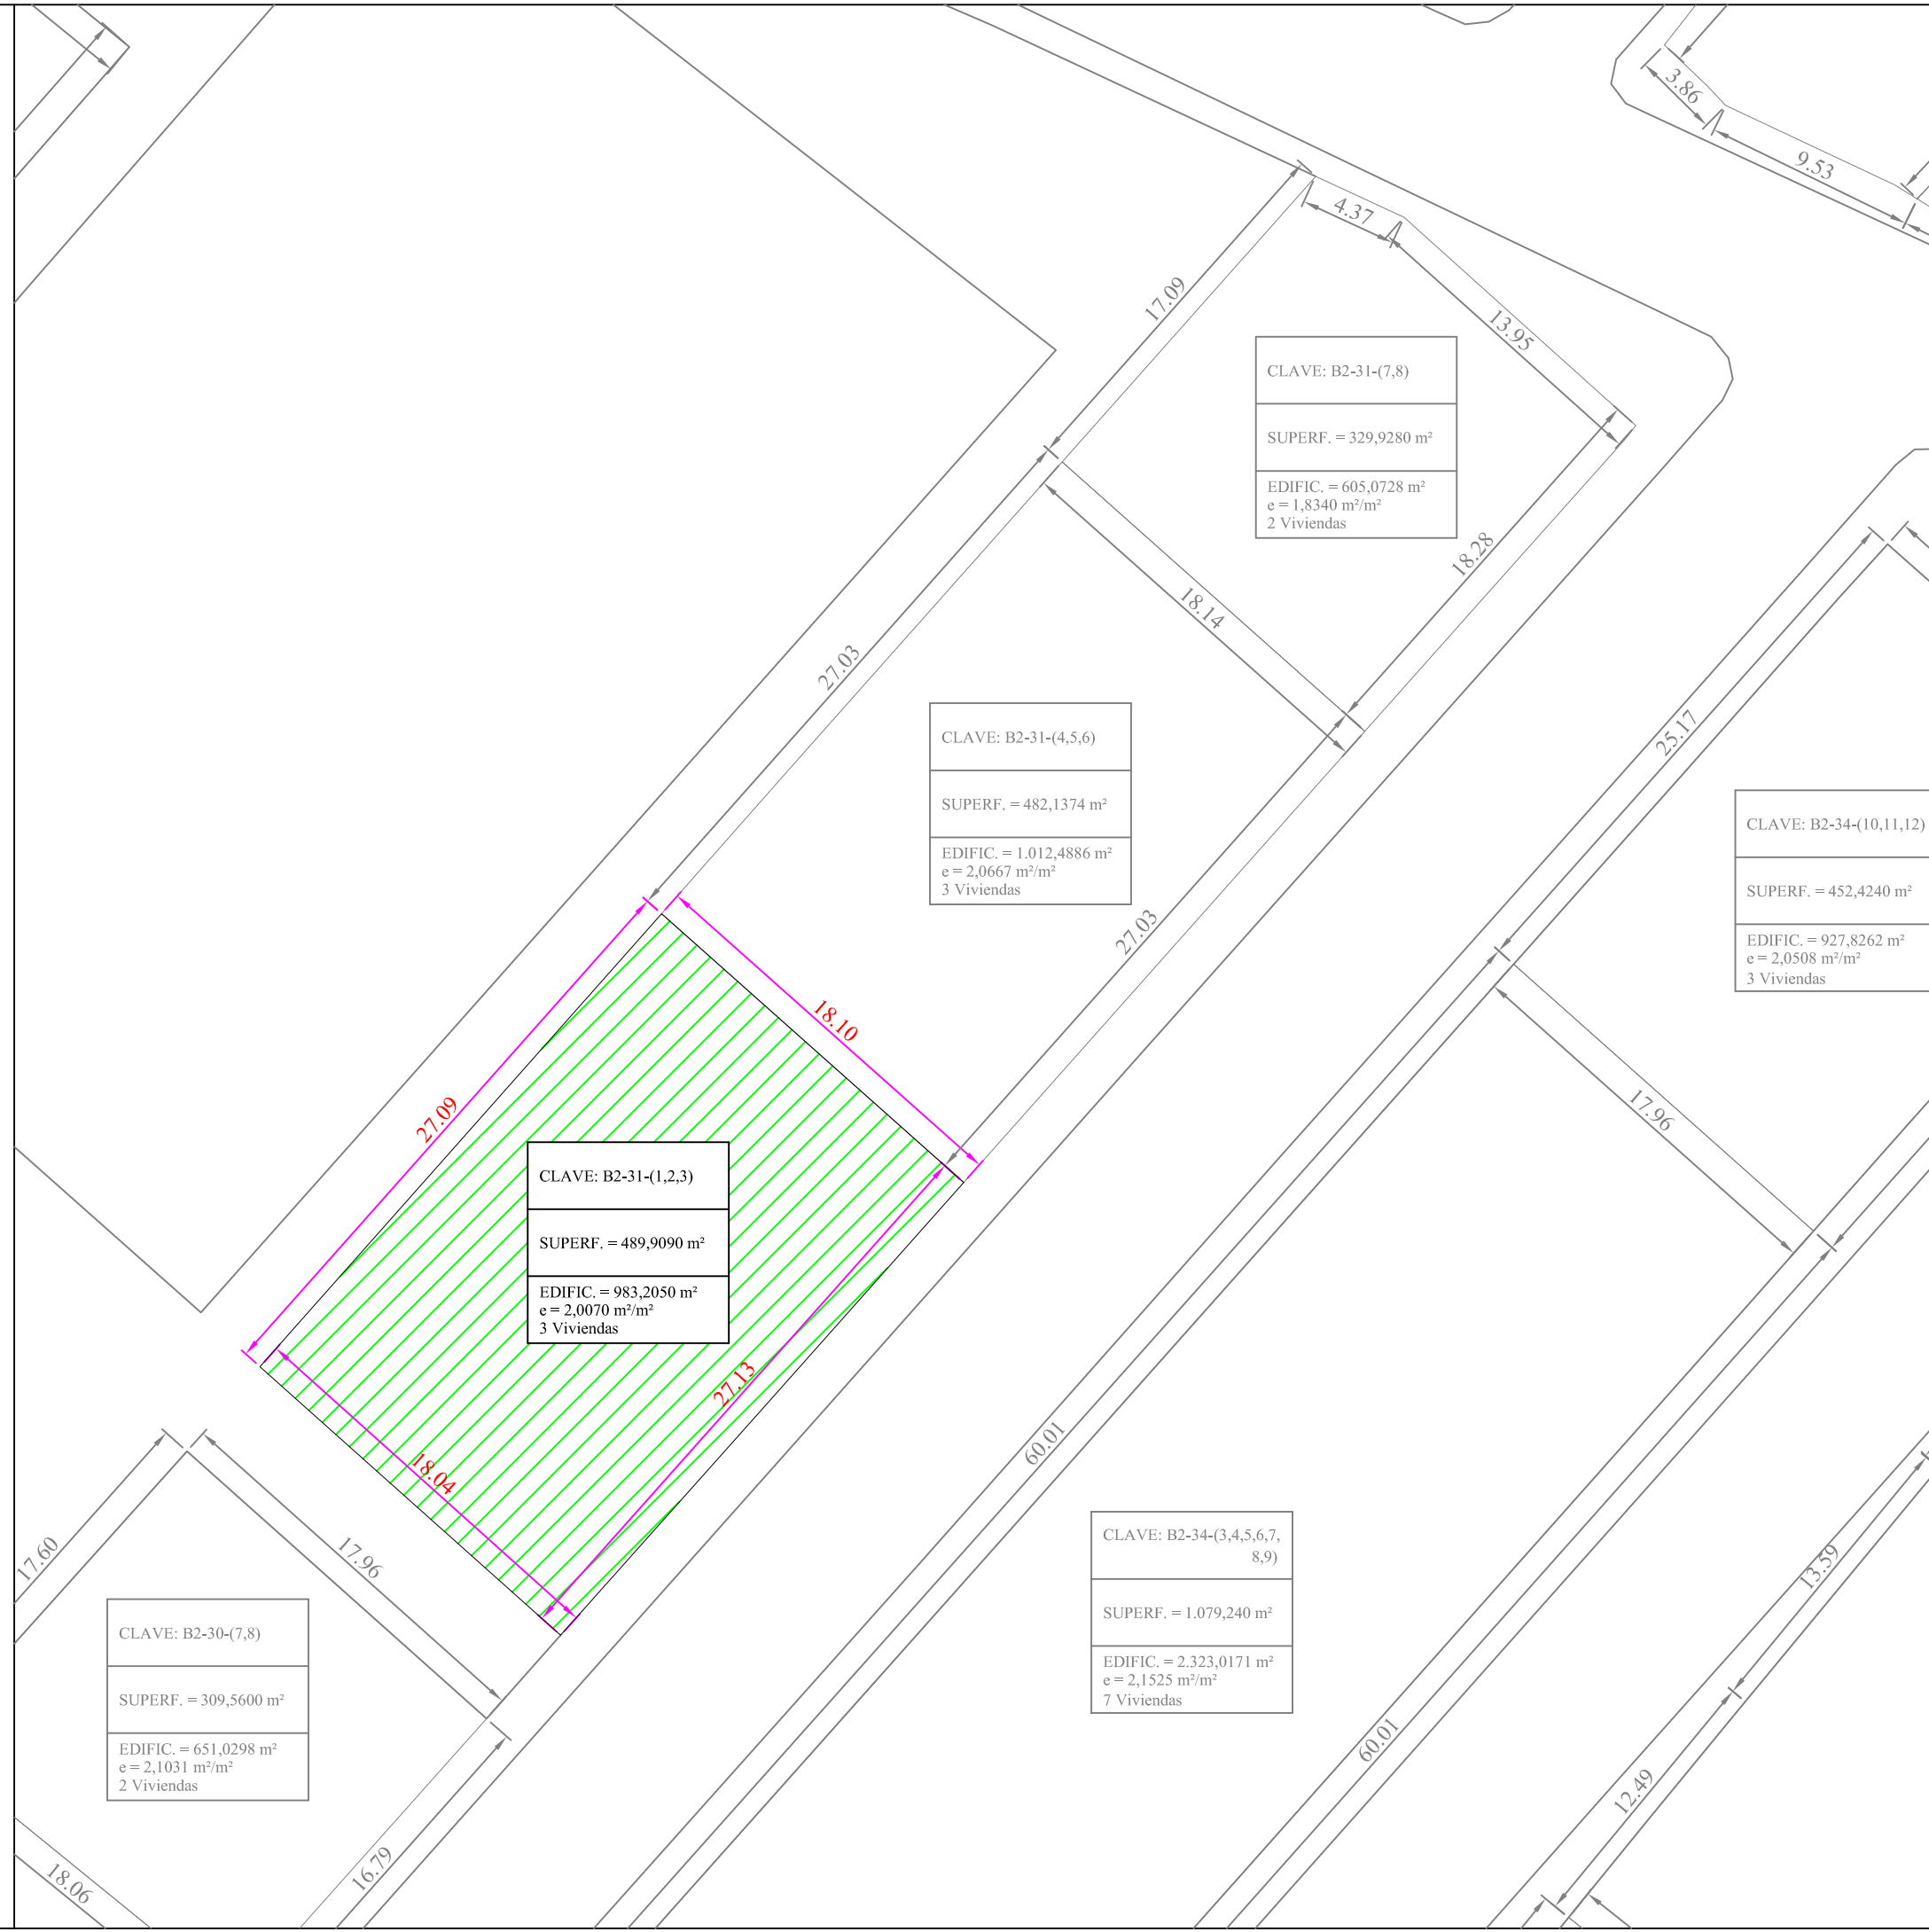 3.86
9.53
4.37
17.09
13.95
CLAVE: B2-31-(7,8)
SUPERF. = 329,9280 m²
EDIFIC. = 605,0728 m²
e = 1,8340 m²/m²
2 Viviendas
18.28
18.14
27.03
CLAVE: B2-31-(4,5,6)
SUPERF. = 482,1374 m²
EDIFIC. = 1.012,4886 m²
e = 2,0667 m²/m²
3 Viviendas
25.17
CLAVE: B2-34-(10,11,12)
SUPERF. = 452,4240 m²
EDIFIC. = 927,8262 m²
e = 2,0508 m²/m²
3 Viviendas
27.03
18.10
27.09
17.96
CLAVE: B2-31-(1,2,3)
SUPERF. = 489,9090 m²
EDIFIC. = 983,2050 m²
e = 2,0070 m²/m²
3 Viviendas
27.13
18.04
60.01
17.60
17.96
CLAVE: B2-34-(3,4,5,6,7,
8,9)
SUPERF. = 1.079,240 m²
EDIFIC. = 2.323,0171 m²
e = 2,1525 m²/m²
7 Viviendas
13.59
CLAVE: B2-30-(7,8)
SUPERF. = 309,5600 m²
EDIFIC. = 651,0298 m²
e = 2,1031 m²/m²
2 Viviendas
60.01
12.49
16.79
18.06